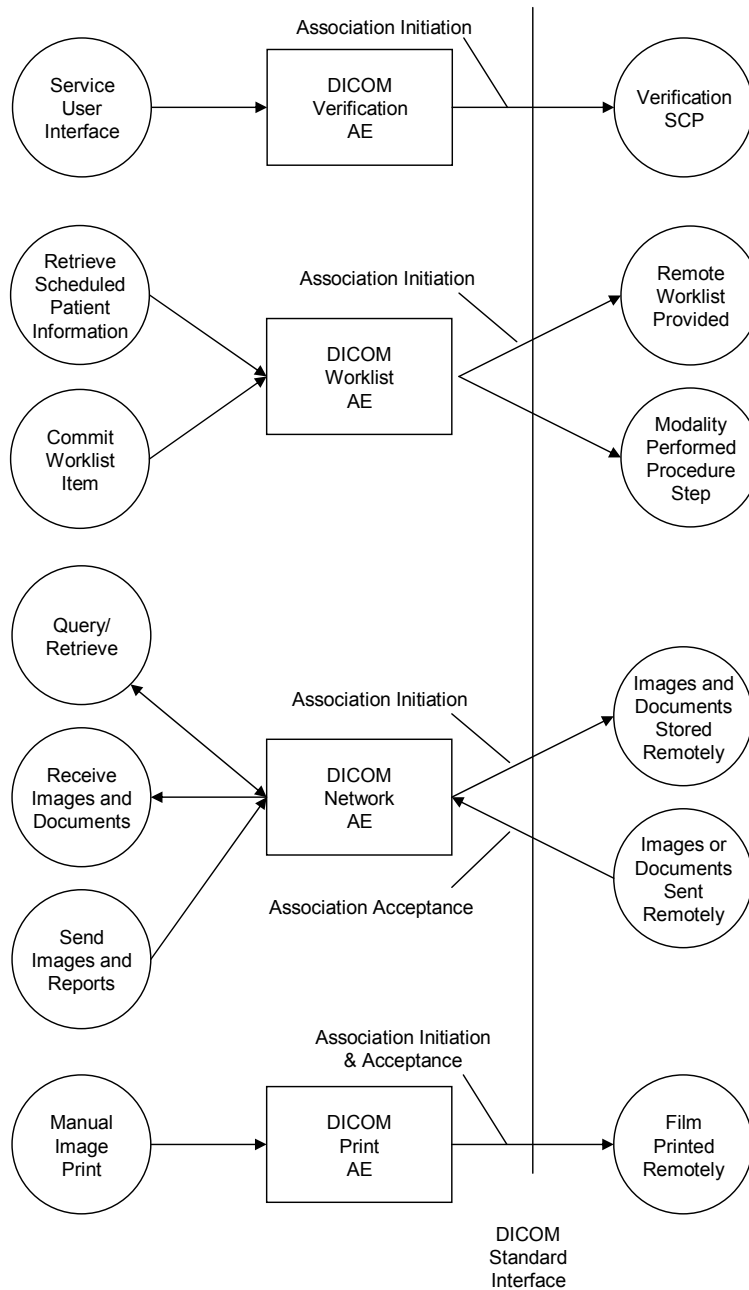 Association Initiation
Service
User
Interface
DICOM
Verification
AE
Verification
SCP
Retrieve
Scheduled
Patient
Information
Association Initiation
Remote
Worklist
Provided
DICOM
Worklist
AE
Commit
Worklist
Item
Modality
Performed
Procedure
Step
Query/
Retrieve
Association Initiation
Images and
Documents
Stored
Remotely
Receive
Images and
Documents
DICOM
Network
AE
Images or
Documents
Sent
Remotely
Association Acceptance
Send
Images and
Reports
Association Initiation
& Acceptance
Manual
Image
Print
DICOM
Print
AE
Film
Printed
Remotely
DICOM
Standard
Interface